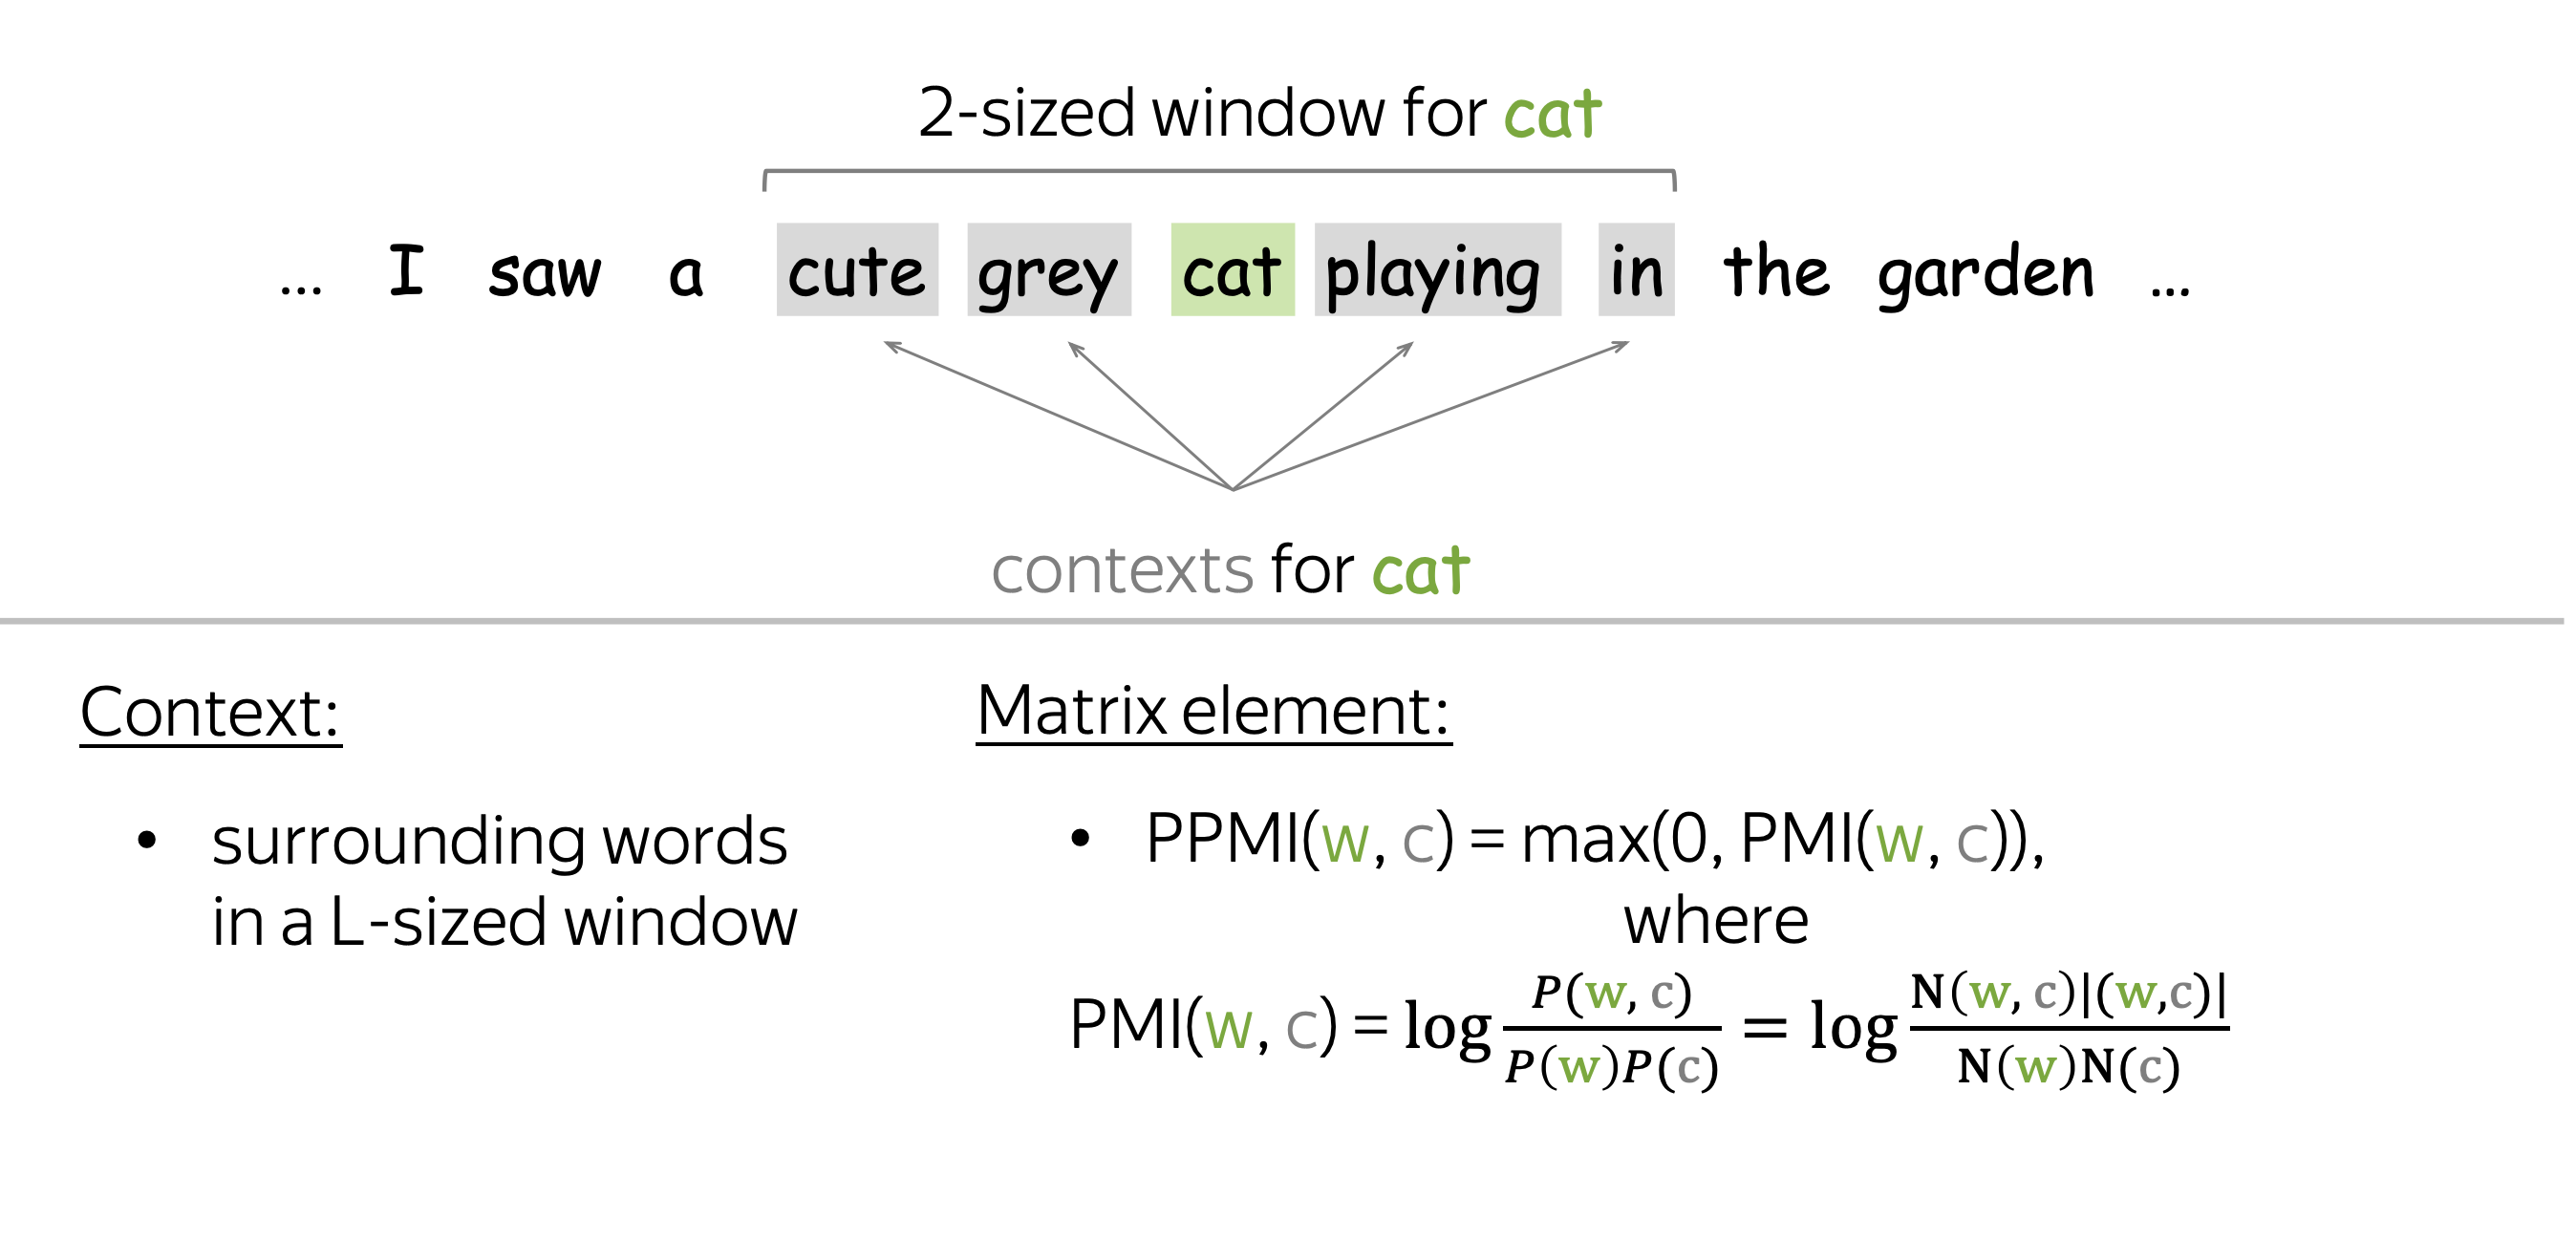 2-sized window for cat
... I saw a cute grey cat playing in the garden ...
contexts for cat
Context:
• surrounding words
in a L-sized window
Matrix element:
• PPMI(w, c) = max(0, PMI(w, c)),
where
PMI(w, c) = log P(w, c) / P(w)P(c) = log N(w, c)|(w,c)| / N(w)N(c)